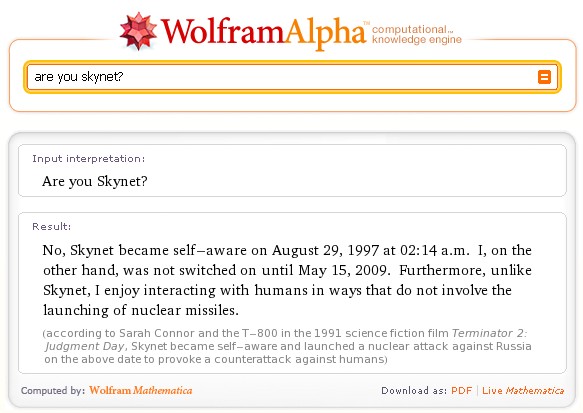 WolframAlpha™ computational...
knowledge engine
are you skynet?
Input interpretation:
Are you Skynet?
Result:
No, Skynet became self−aware on August 29, 1997 at 02:14 a.m. I, on the
other hand, was not switched on until May 15, 2009. Furthermore, unlike
Skynet, I enjoy interacting with humans in ways that do not involve the
launching of nuclear missiles.
(according to Sarah Connor and the T−800 in the 1991 science fiction film Terminator 2:
Judgment Day, Skynet became self−aware and launched a nuclear attack against Russia
on the above date to provoke a counterattack against humans)
Computed by: Wolfram Mathematica Download as: PDF | Live Mathematica